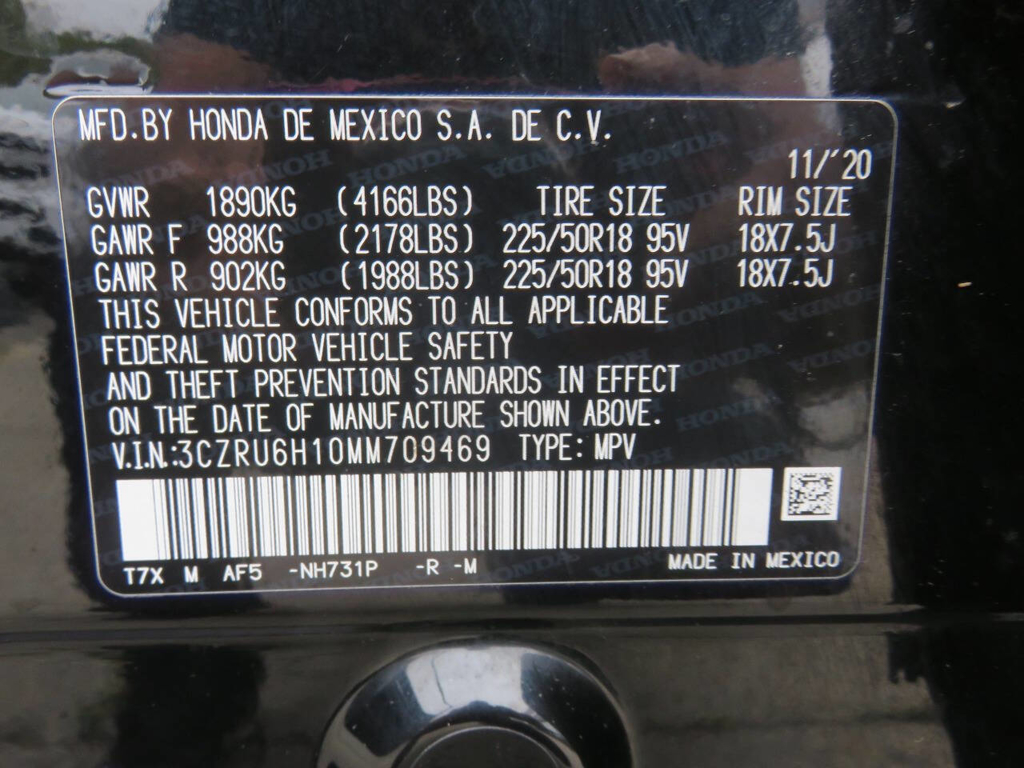 MFD.BY HONDA DE MEXICO S.A. DE C.V.
11/'20
GVWR 1890KG (4166LBS) TIRE SIZE RIM SIZE
GAWR F 988KG (2178LBS) 225/50R18 95V 18X7.5J
GAWR R 902KG (1988LBS) 225/50R18 95V 18X7.5J
THIS VEHICLE CONFORMS TO ALL APPLICABLE
FEDERAL MOTOR VEHICLE SAFETY
AND THEFT PREVENTION STANDARDS IN EFFECT
ON THE DATE OF MANUFACTURE SHOWN ABOVE.
V.I.N.:3CZRU6H10MM709469 TYPE: MPV
T7X M AF5 -NH731P -R -M MADE IN MEXICO